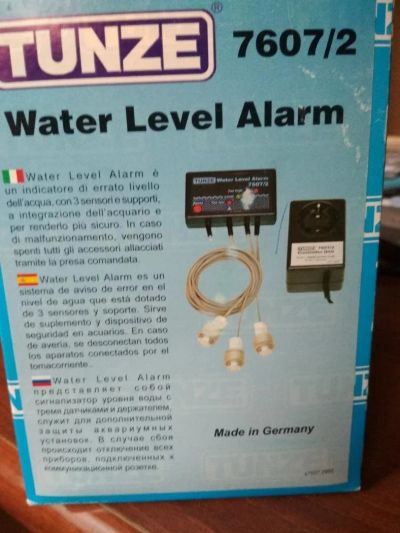 TUNZE® 7607/2
Water Level Alarm
Water Level Alarm è
un indicatore di errato livello
dell'acqua, con 3 sensori e supporti,
a integrazione dell'acquario e
per renderlo più sicuro. In caso
di malfunzionamento, vengono
spenti tutti gli accessori allacciati
tramite la presa comandata.
Water Level Alarm es un
sistema de aviso de error en el
nivel de agua que está dotado
de 3 sensores y soporte. Sirve
de suplemento y dispositivo de
seguridad en acuarios. En caso
de avería, se desconectan todos
los aparatos conectados por el
tomacorriente.
Water Level Alarm
представляет собой
сигнализатор уровня воды с
тремя датчиками и держателем,
служит для дополнительной
защиты аквариумных
установок. В случае сбоя
происходит отключение всех
приборов, подключенных к
коммуникационной розетке.
TUNZE Water Level Alarm
7607/2
TUNZE 7607/2
Made in Germany